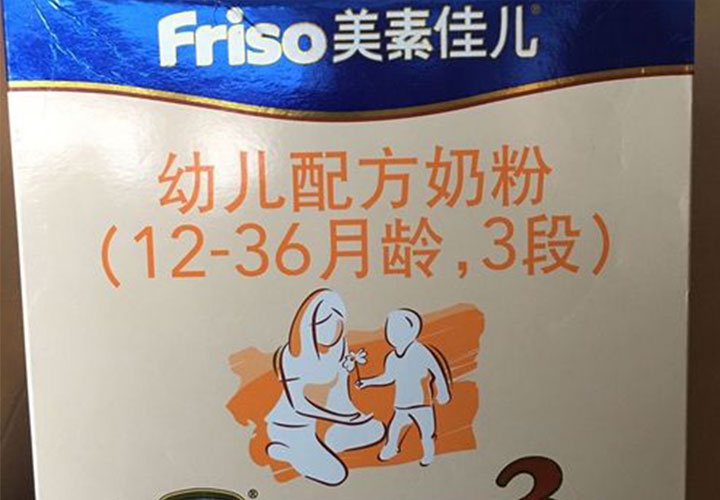 Friso美素佳儿®
幼儿配方奶粉
(12-36月龄,3段)
®
3